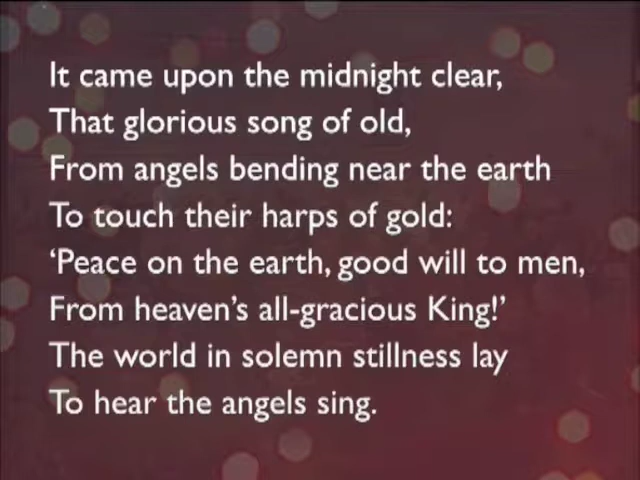 It came upon the midnight clear,
That glorious song of old,
From angels bending near the earth
To touch their harps of gold:
‘Peace on the earth, good will to men,
From heaven’s all-gracious King!’
The world in solemn stillness lay
To hear the angels sing.